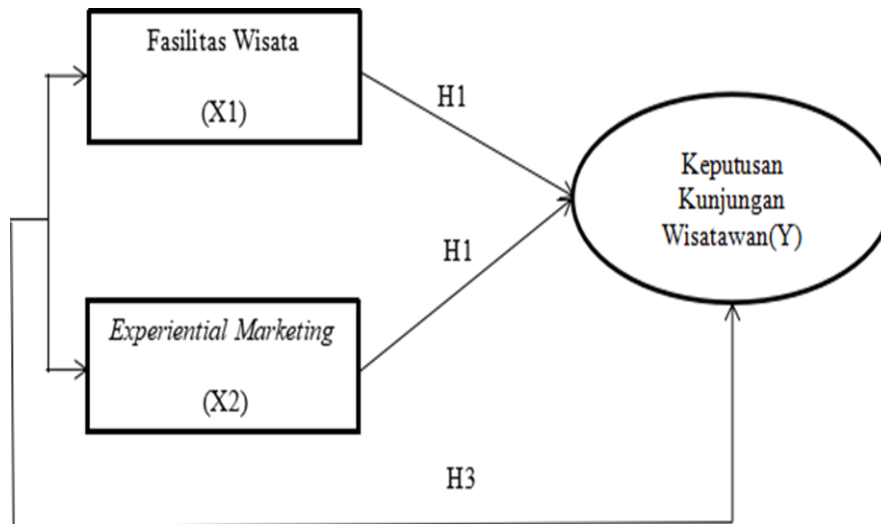 Fasilitas Wisata
(X1)
H1
Keputusan
Kunjungan
Wisatawan(Y)
H1
Experiential Marketing
(X2)
H3